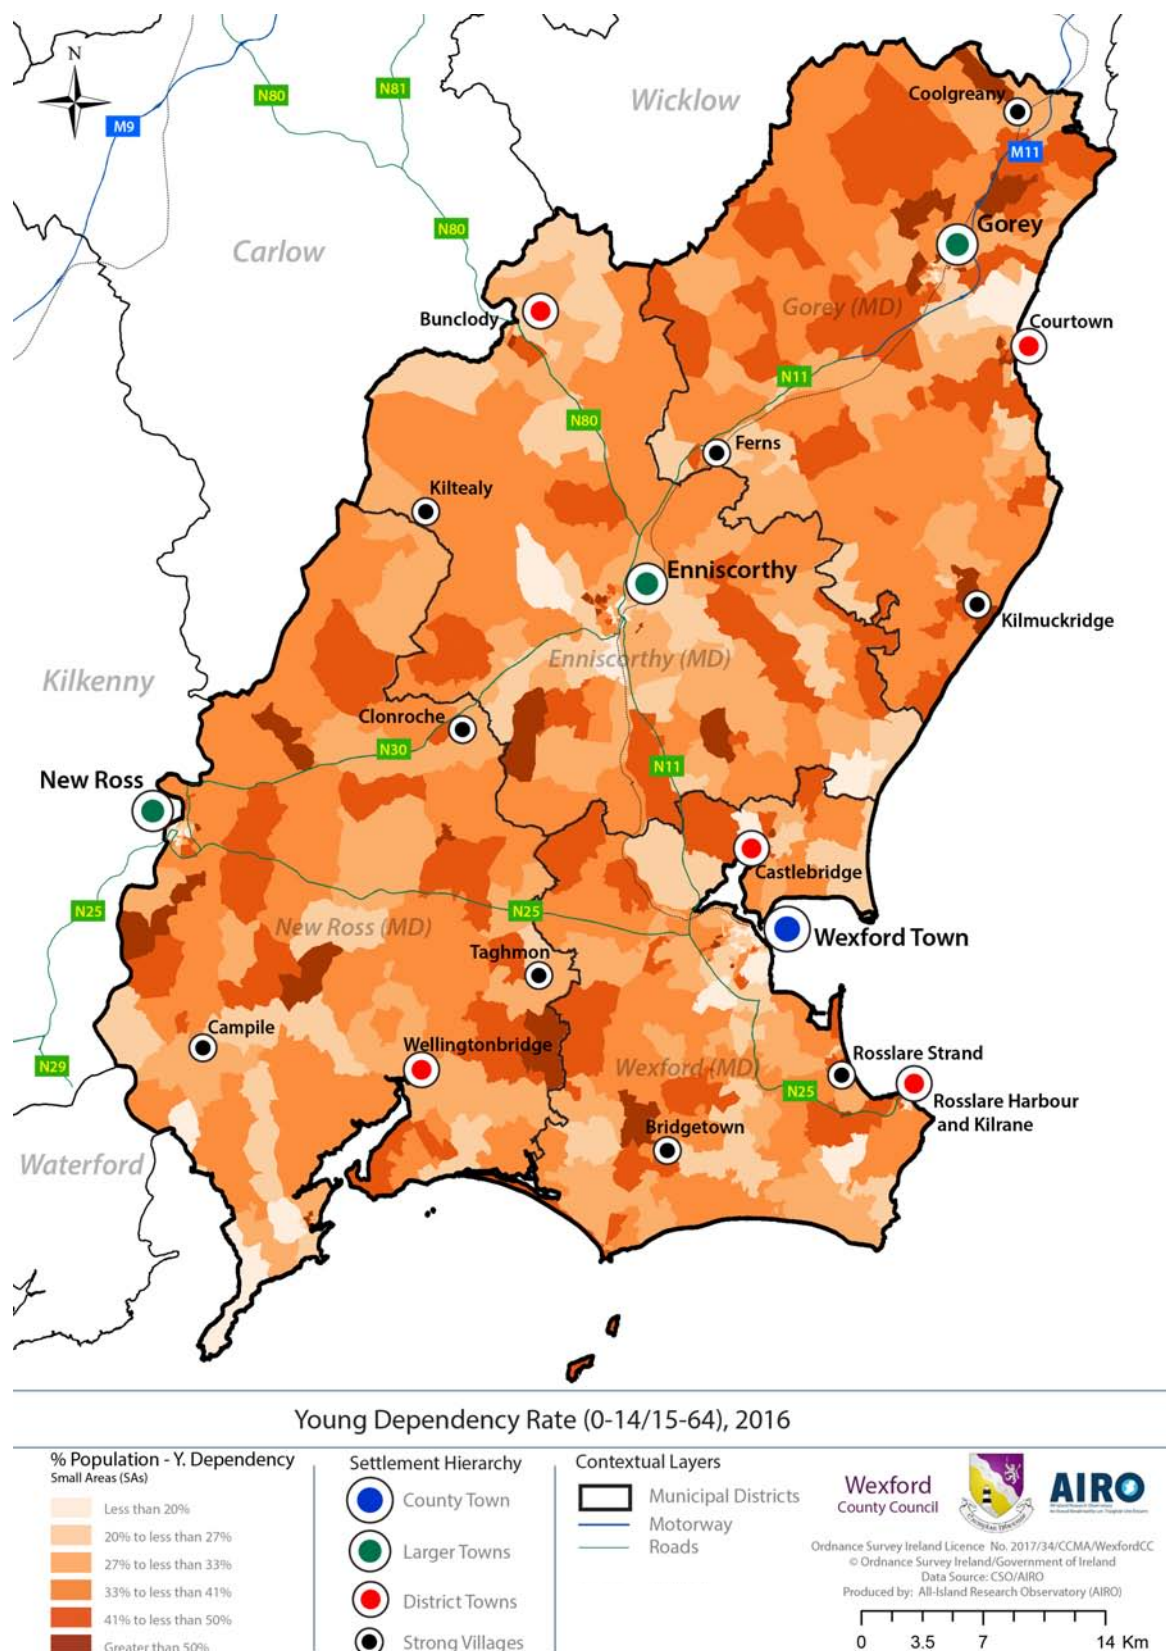 N
N80
N81
Wicklow
Coolgreany
M9
M11
N80
Gorey
Carlow
Bunclody
Gorey (MD)
Courtown
N11
N80
Ferns
Kiltealy
Enniscorthy
Kilmuckridge
Enniscorthy (MD)
Kilkenny
Clonroche
N30
N11
New Ross
Castlebridge
N25
N25
New Ross (MD)
Wexford Town
Taghmon
Campile
Wellingtonbridge
Rosslare Strand
N29
Wexford (MD)
N25
Rosslare Harbour
and Kilrane
Bridgetown
Waterford
Young Dependency Rate (0-14/15-64), 2016
% Population - Y. Dependency
Small Areas (SAs)
Less than 20%
20% to less than 27%
27% to less than 33%
33% to less than 41%
41% to less than 50%
Greater than 50%
Settlement Hierarchy
County Town
Larger Towns
District Towns
Strong Villages
Contextual Layers
Municipal Districts
Motorway
Roads
Wexford
County Council
AIRO
Ordnance Survey Ireland Licence No. 2017/34/CCMA/WexfordCC
© Ordnance Survey Ireland/Government of Ireland
Data Source: CSO/AIRO
Produced by: All-Island Research Observatory (AIRO)
0 3.5 7 14 Km